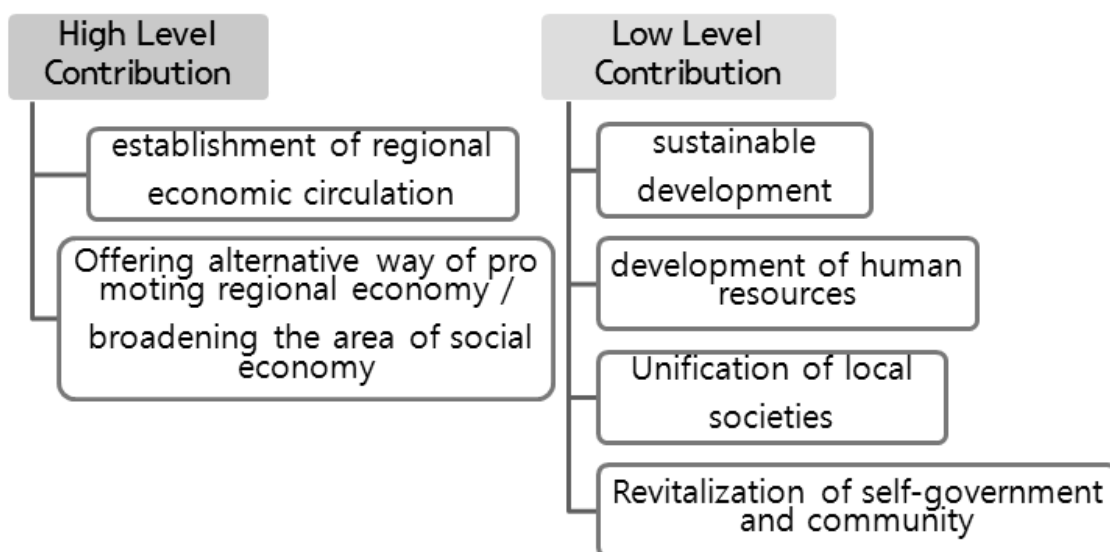 High Level
Contribution
establishment of regional
economic circulation
Offering alternative way of pro
moting regional economy /
broadening the area of social
economy
Low Level
Contribution
sustainable
development
development of human
resources
Unification of local
societies
Revitalization of self-government
and community